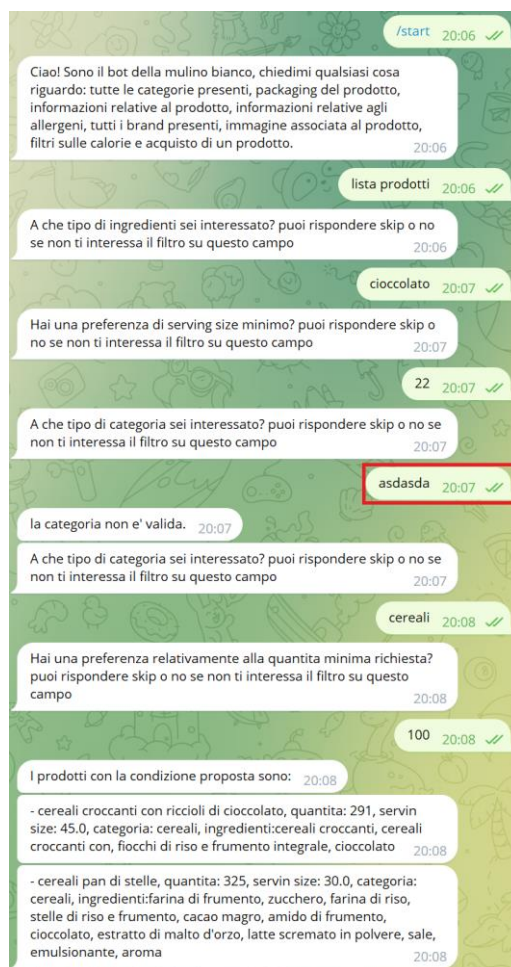 /start 20:06
Ciao! Sono il bot della mulino bianco, chiedimi qualsiasi cosa
riguardo: tutte le categorie presenti, packaging del prodotto,
informazioni relative al prodotto, informazioni relative agli
allergeni, tutti i brand presenti, immagine associata al prodotto,
filtri sulle calorie e acquisto di un prodotto.
20:06
lista prodotti 20:06
A che tipo di ingredienti sei interessato? puoi rispondere skip o no
se non ti interessa il filtro su questo campo
20:06
cioccolato 20:07
Hai una preferenza di serving size minimo? puoi rispondere skip o
no se non ti interessa il filtro su questo campo
20:07
22 20:07
A che tipo di categoria sei interessato? puoi rispondere skip o no se
non ti interessa il filtro su questo campo
20:07
asdasda 20:07
la categoria non e' valida. 20:07
A che tipo di categoria sei interessato? puoi rispondere skip o no se
non ti interessa il filtro su questo campo
20:07
cereali 20:08
Hai una preferenza relativamente alla quantita minima richiesta?
puoi rispondere skip o no se non ti interessa il filtro su questo
campo
20:08
100 20:08
I prodotti con la condizione proposta sono: 20:08
- cereali croccanti con riccioli di cioccolato, quantita: 291, servin
size: 45.0, categoria: cereali, ingredienti:cereali croccanti, cereali
croccanti con, fiocchi di riso e frumento integrale, cioccolato
20:08
- cereali pan di stelle, quantita: 325, servin size: 30.0, categoria:
cereali, ingredienti:farina di frumento, zucchero, farina di riso,
stelle di riso e frumento, cacao magro, amido di frumento,
cioccolato, estratto di malto d'orzo, latte scremato in polvere, sale,
emulsionante, aroma
20:08